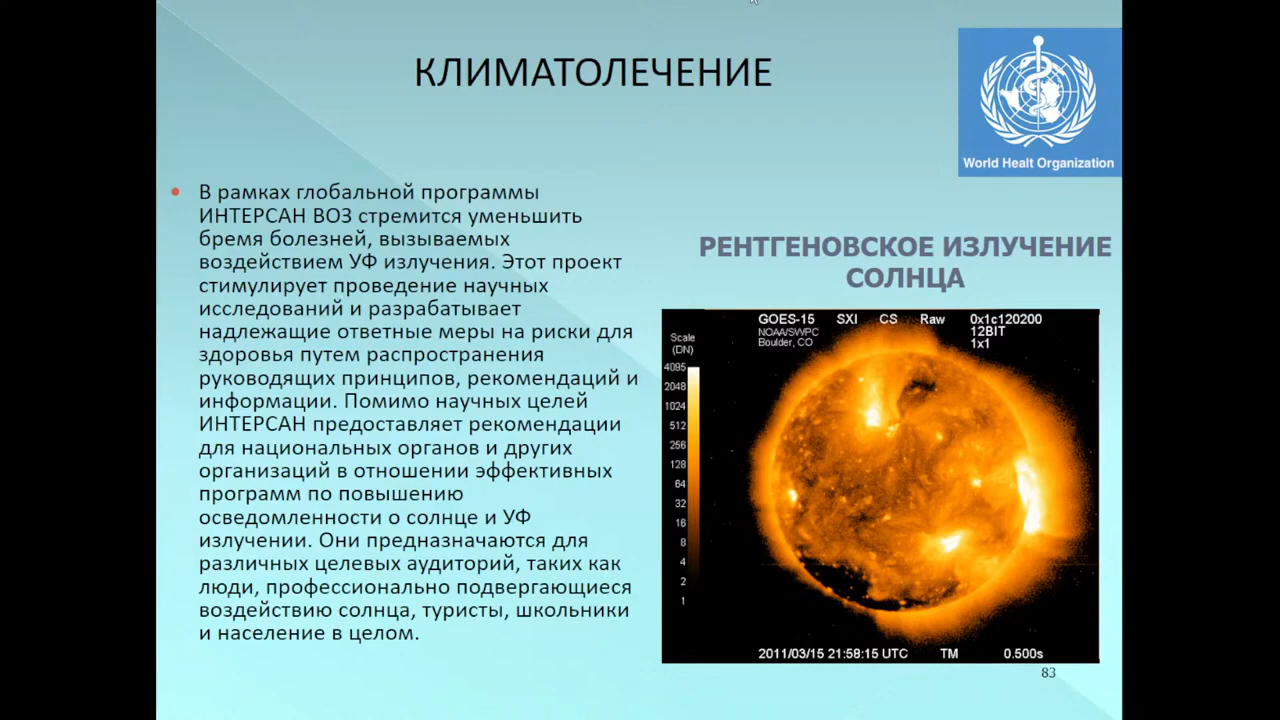 КЛИМАТОЛЕЧЕНИЕ
World Healt Organization
В рамках глобальной программы
ИНТЕРСАН ВОЗ стремится уменьшить
бремя болезней, вызываемых
воздействием УФ излучения. Этот проект
стимулирует проведение научных
исследований и разрабатывает
надлежащие ответные меры на риски для
здоровья путем распространения
руководящих принципов, рекомендаций и
информации. Помимо научных целей
ИНТЕРСАН предоставляет рекомендации
для национальных органов и других
организаций в отношении эффективных
программ по повышению
осведомленности о солнце и УФ
излучении. Они предназначаются для
различных целевых аудиторий, таких как
люди, профессионально подвергающиеся
воздействию солнца, туристы, школьники
и население в целом.
РЕНТГЕНОВСКОЕ ИЗЛУЧЕНИЕ
СОЛНЦА
GOES-15 SXI CS Raw 0x1c120200
NOAA/SWPC 12BIT
Boulder, CO 1x1
Scale
(DN)
4095
2048
1024
512
256
128
64
32
16
8
4
2
1
2011/03/15 21:58:15 UTC TM 0.500s
83